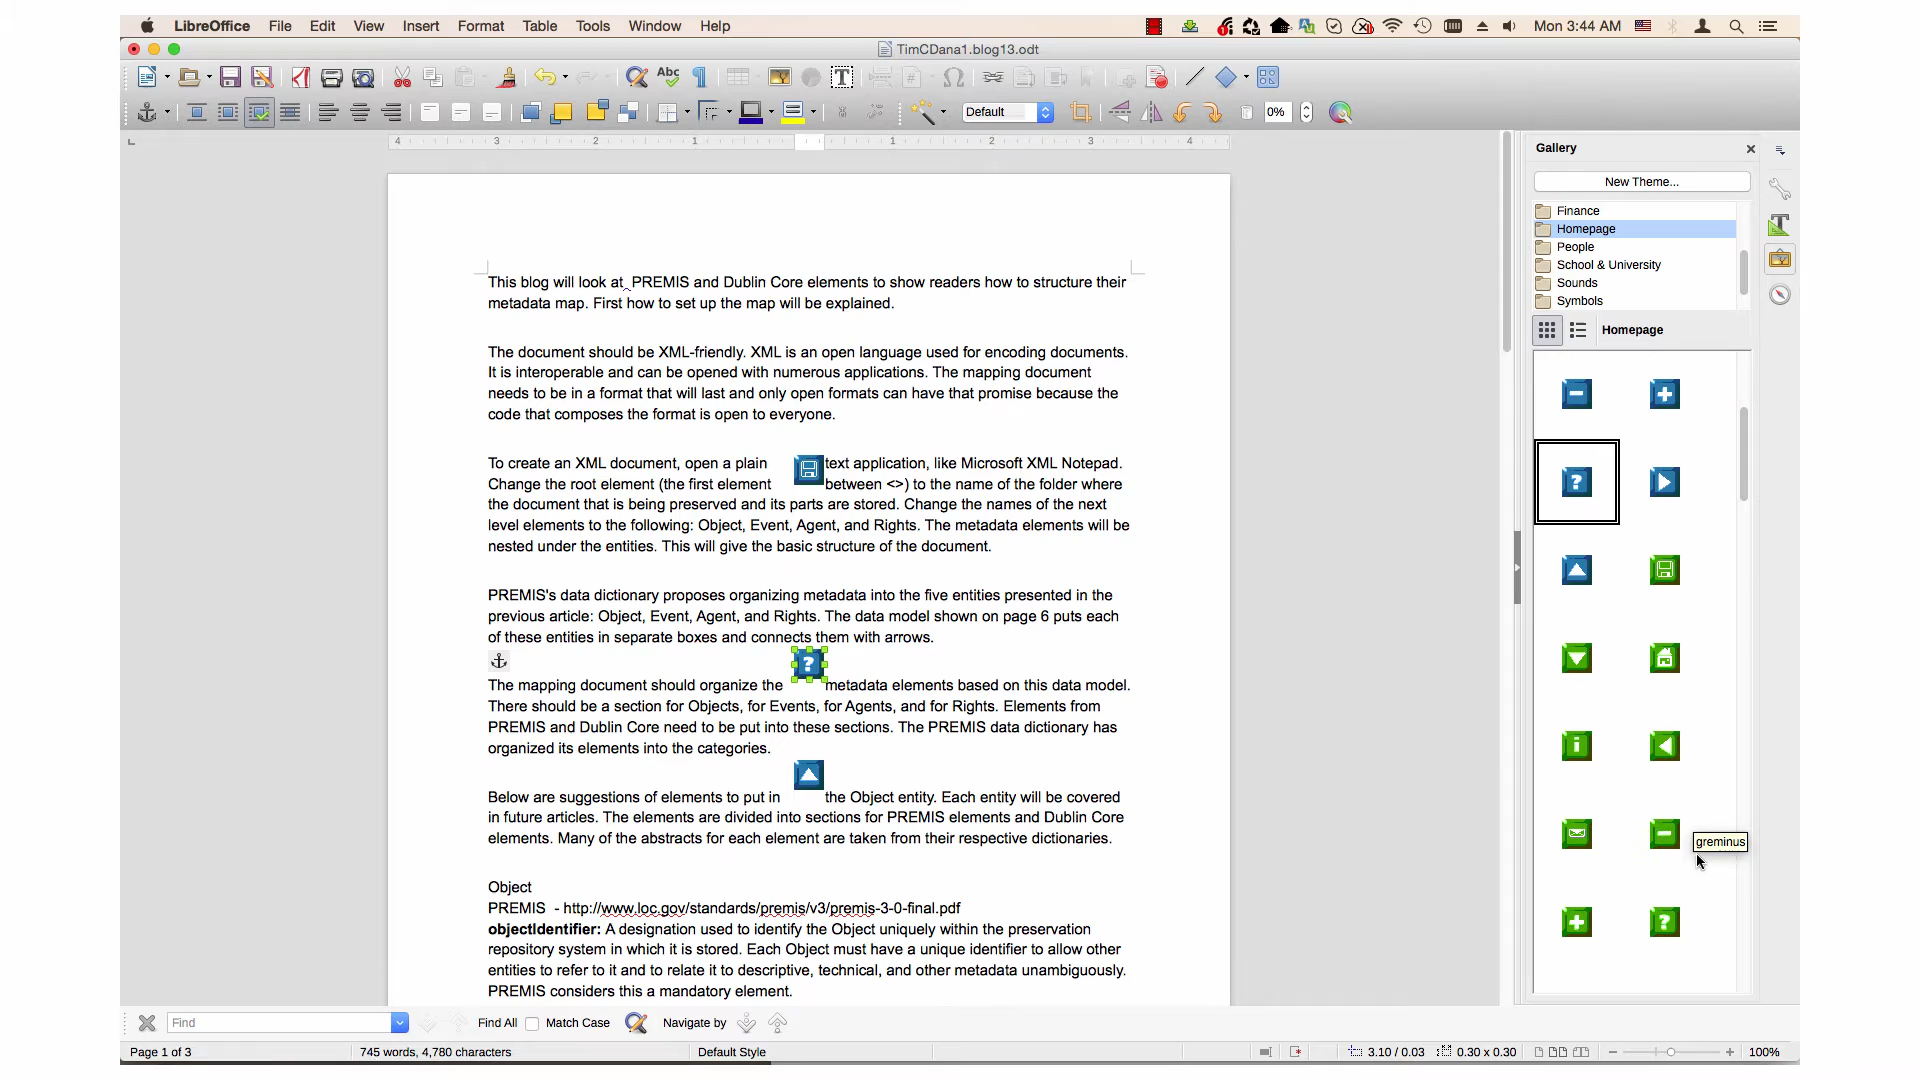 LibreOffice File Edit View Insert Format Table Tools Window Help Mon 3:44 AM
TimCDana1.blog13.odt
Abc T
Default 0%
4 3 2 1 1 2 3 4
Gallery
New Theme...
Finance
Homepage
People
School & University
Sounds
Symbols
Homepage
greminus
This blog will look at  PREMIS and Dublin Core elements to show readers how to structure their
metadata map. First how to set up the map will be explained.
The document should be XML-friendly. XML is an open language used for encoding documents.
It is interoperable and can be opened with numerous applications. The mapping document
needs to be in a format that will last and only open formats can have that promise because the
code that composes the format is open to everyone.
To create an XML document, open a plain text application, like Microsoft XML Notepad.
Change the root element (the first element between <>) to the name of the folder where
the document that is being preserved and its parts are stored. Change the names of the next
level elements to the following: Object, Event, Agent, and Rights. The metadata elements will be
nested under the entities. This will give the basic structure of the document.
PREMIS's data dictionary proposes organizing metadata into the five entities presented in the
previous article: Object, Event, Agent, and Rights. The data model shown on page 6 puts each
of these entities in separate boxes and connects them with arrows.
The mapping document should organize the metadata elements based on this data model.
There should be a section for Objects, for Events, for Agents, and for Rights. Elements from
PREMIS and Dublin Core need to be put into these sections. The PREMIS data dictionary has
organized its elements into the categories.
Below are suggestions of elements to put in the Object entity. Each entity will be covered
in future articles. The elements are divided into sections for PREMIS elements and Dublin Core
elements. Many of the abstracts for each element are taken from their respective dictionaries.
Object
PREMIS  - http://www.loc.gov/standards/premis/v3/premis-3-0-final.pdf
objectIdentifier: A designation used to identify the Object uniquely within the preservation
repository system in which it is stored. Each Object must have a unique identifier to allow other
entities to refer to it and to relate it to descriptive, technical, and other metadata unambiguously.
PREMIS considers this a mandatory element.
Find Find All Match Case Navigate by
Page 1 of 3 745 words, 4,780 characters Default Style 3.10 / 0.03 0.30 x 0.30 100%